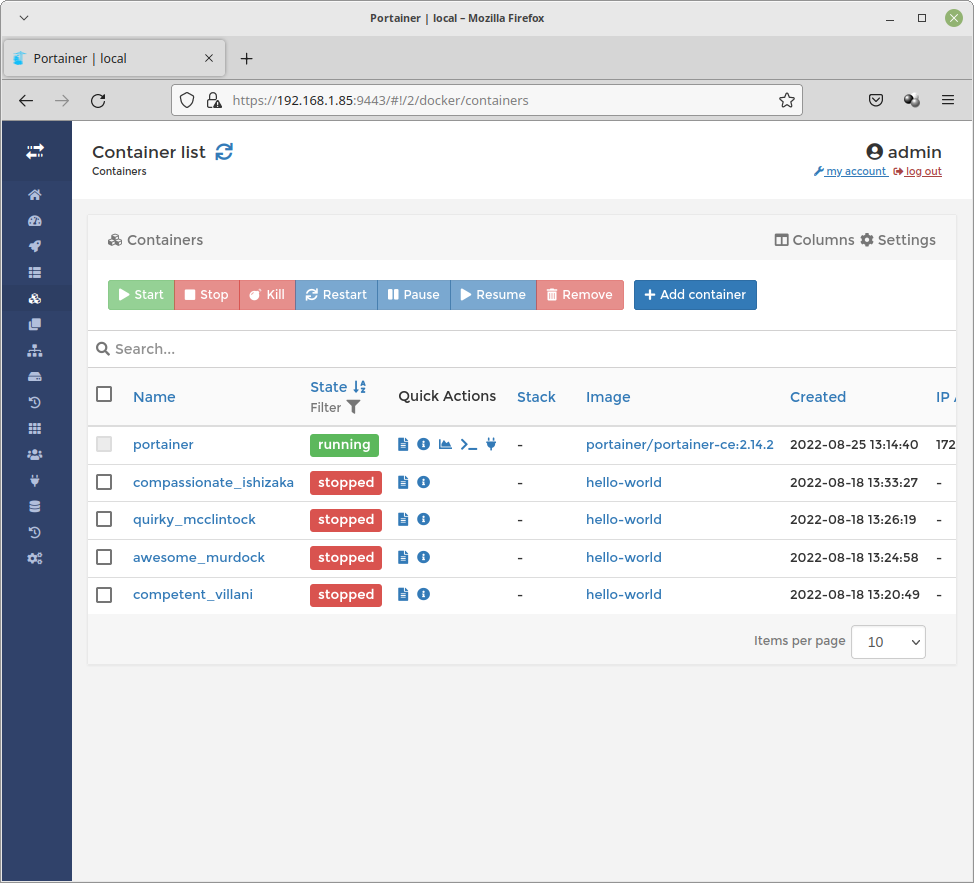 Portainer | local – Mozilla Firefox
Portainer | local
https://192.168.1.85:9443/#!/2/docker/containers
Container list
admin
Containers
my account log out
Containers Columns Settings
Start Stop Kill Restart Pause Resume Remove Add container
Search...
Name State Filter Quick Actions Stack Image Created IP
portainer running - portainer/portainer-ce:2.14.2 2022-08-25 13:14:40 172
compassionate_ishizaka stopped - hello-world 2022-08-18 13:33:27 -
quirky_mcclintock stopped - hello-world 2022-08-18 13:26:19 -
awesome_murdock stopped - hello-world 2022-08-18 13:24:58 -
competent_villani stopped - hello-world 2022-08-18 13:20:49 -
Items per page 10